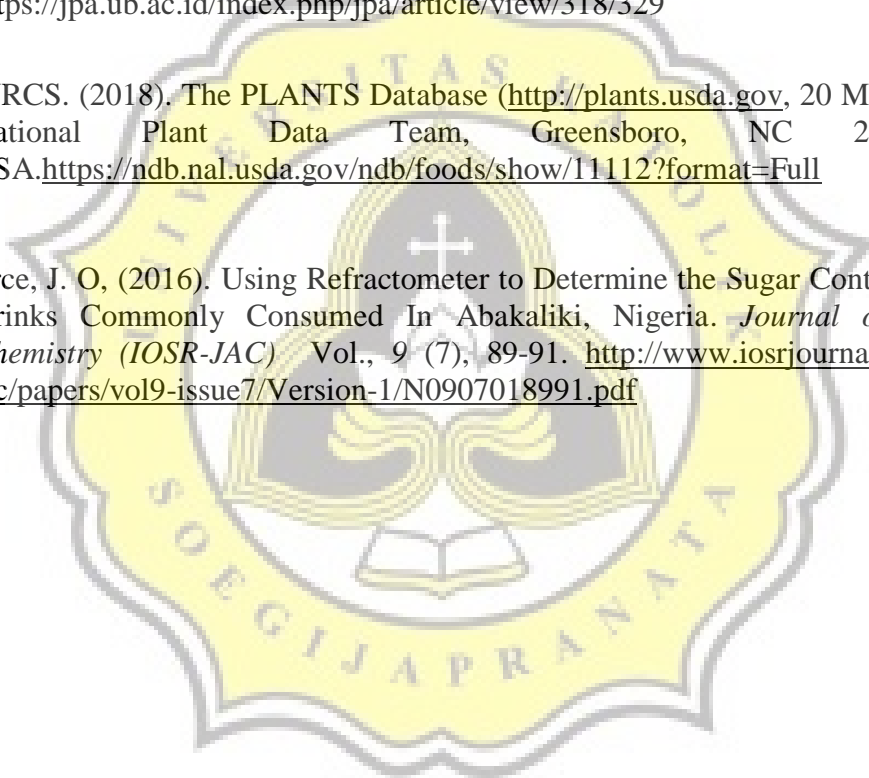 ttps://jpa.ub.ac.id/index.php/jpa/article/view/318/329
RCS. (2018). The PLANTS Database (http://plants.usda.gov, 20 M
ational Plant Data Team, Greensboro, NC 2
SA.https://ndb.nal.usda.gov/ndb/foods/show/11112?format=Full
rce, J. O, (2016). Using Refractometer to Determine the Sugar Cont
rinks Commonly Consumed In Abakaliki, Nigeria. Journal o
hemistry (IOSR-JAC) Vol., 9 (7), 89-91. http://www.iosrjourna
c/papers/vol9-issue7/Version-1/N0907018991.pdf
UNIVERSITAS KATOLIK
SOEGIJAPRANATA